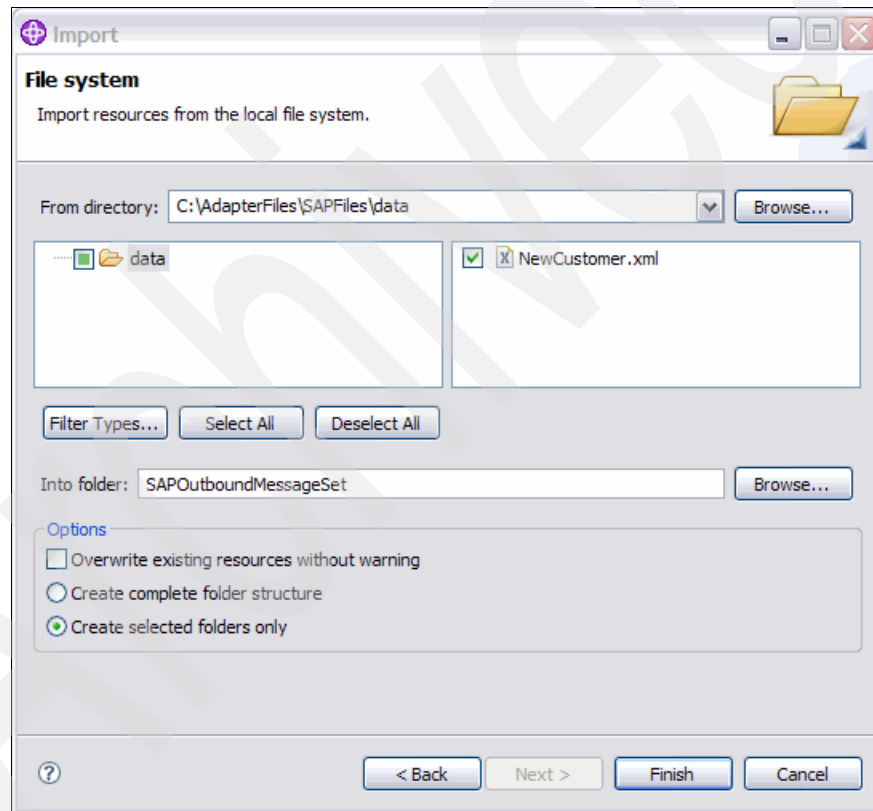 Import
File system
Import resources from the local file system.
From directory: C:\AdapterFiles\SAPFiles\data Browse...
data
NewCustomer.xml
Filter Types... Select All Deselect All
Into folder: SAPOutboundMessageSet Browse...
Options
Overwrite existing resources without warning
Create complete folder structure
Create selected folders only
? < Back Next > Finish Cancel